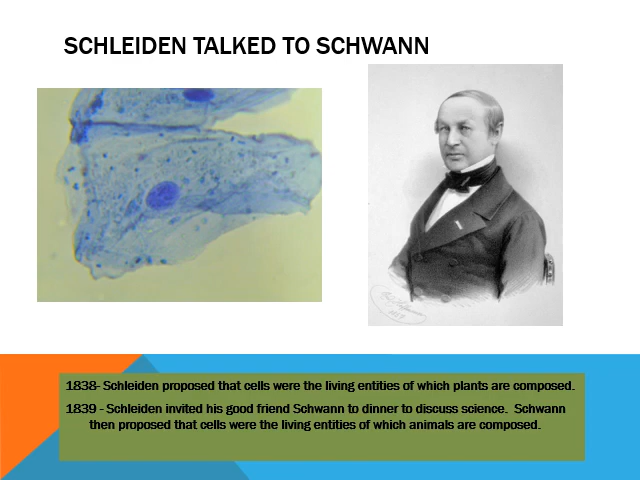 SCHLEIDEN TALKED TO SCHWANN
1838- Schleiden proposed that cells were the living entities of which plants are composed.
1839 - Schleiden invited his good friend Schwann to dinner to discuss science. Schwann
then proposed that cells were the living entities of which animals are composed.